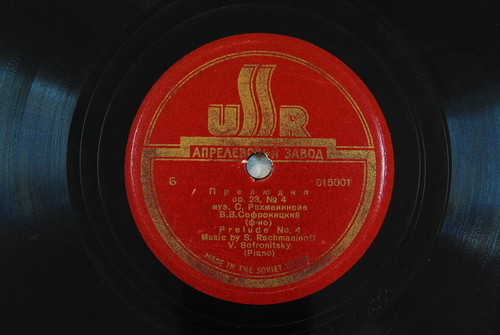 USSR
АПРЕЛЕВСКИЙ ЗАВОД
Б 015001
Прелюдия
ор. 23, № 4
муз. С. Рахманинова
В.В.Софроницкий
(ф-но)
Prelude No. 4
Music by S. Rachmaninoff
V. Sofronitsky
(Piano)
MADE IN THE SOVIET UNION